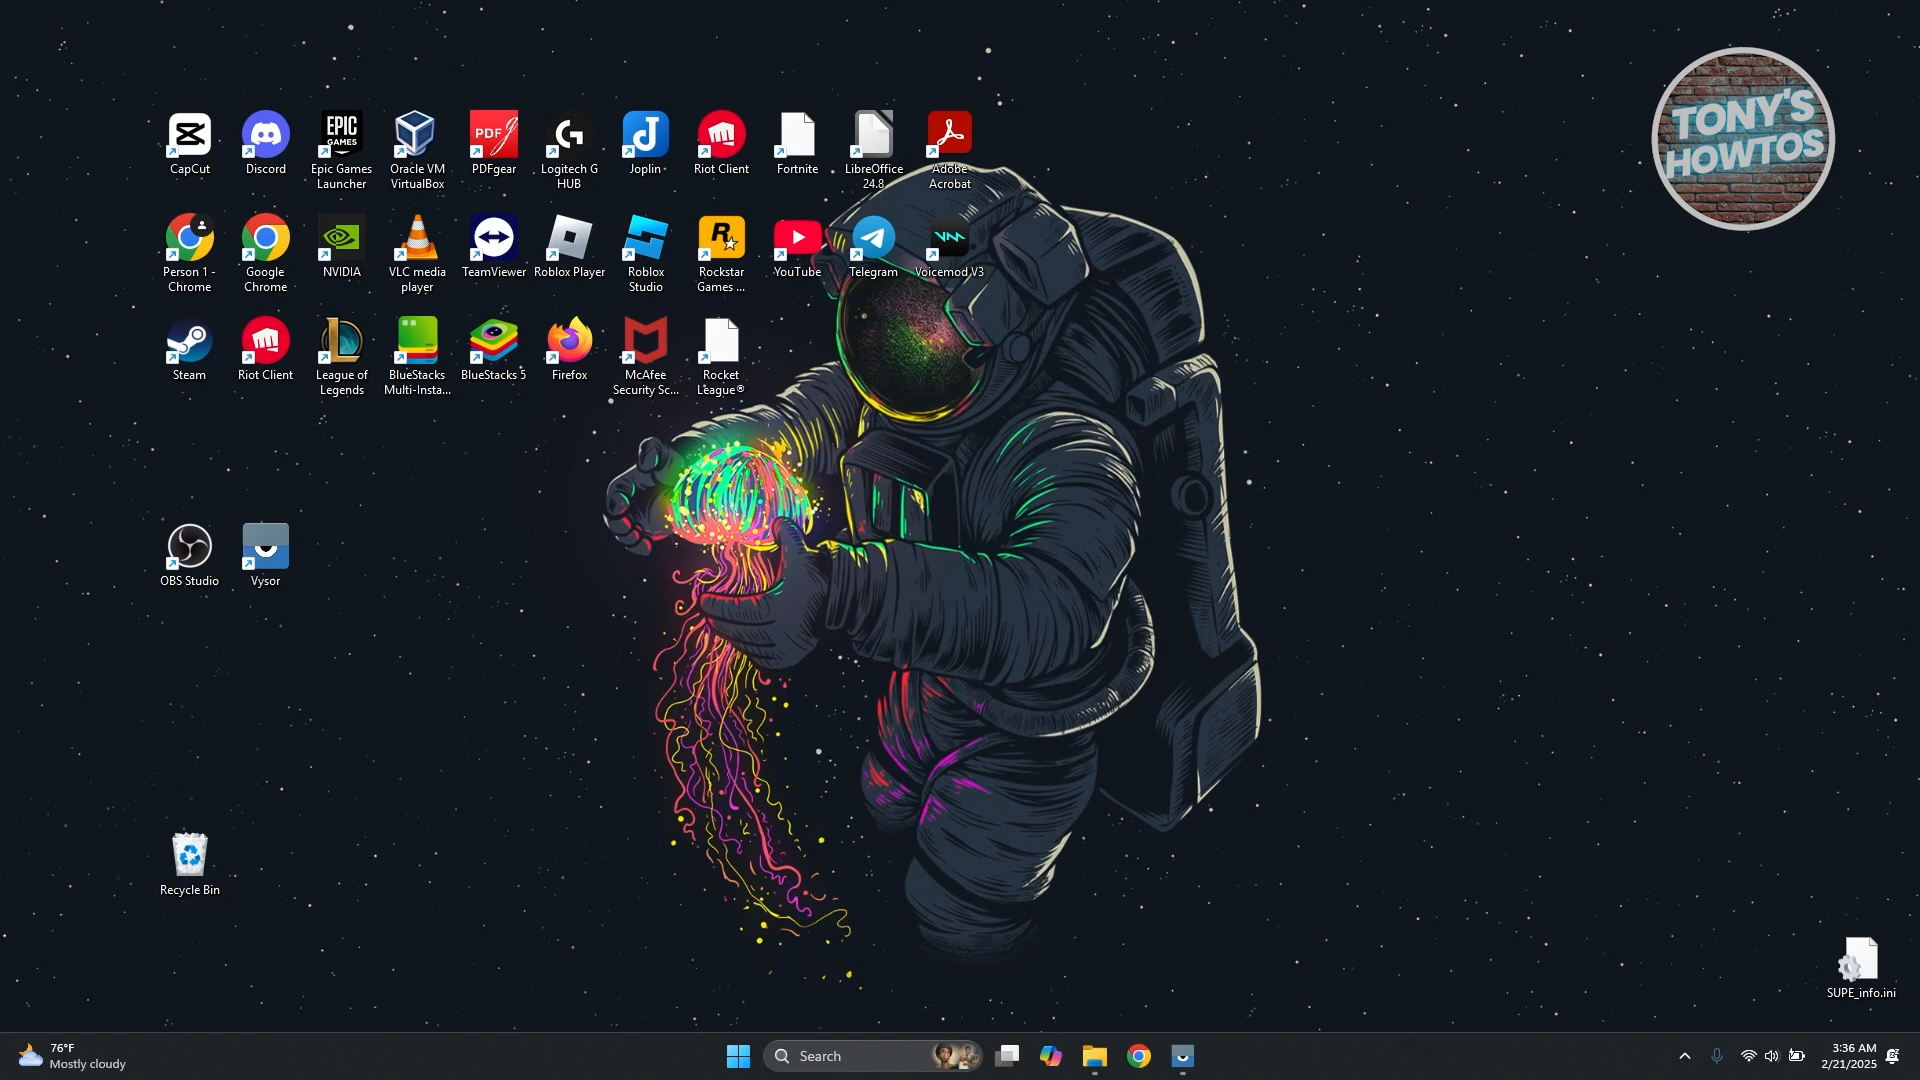 TONY'S
HOWTOS
EPIC
GAMES
PDF
CapCut
Discord
Epic Games
Launcher
Oracle VM
VirtualBox
PDFgear
Logitech G
HUB
Joplin
Riot Client
Fortnite
LibreOffice
24.8
Adobe
Acrobat
Person 1 -
Chrome
Google
Chrome
NVIDIA
VLC media
player
TeamViewer
Roblox Player
Roblox
Studio
Rockstar
Games ...
YouTube
Telegram
Voicemod V3
Steam
Riot Client
League of
Legends
BlueStacks
Multi-Insta...
BlueStacks 5
Firefox
McAfee
Security Sc...
Rocket
League®
OBS Studio
Vysor
Recycle Bin
SUPE_info.ini
76°F
Mostly cloudy
Search
3:36 AM
2/21/2025